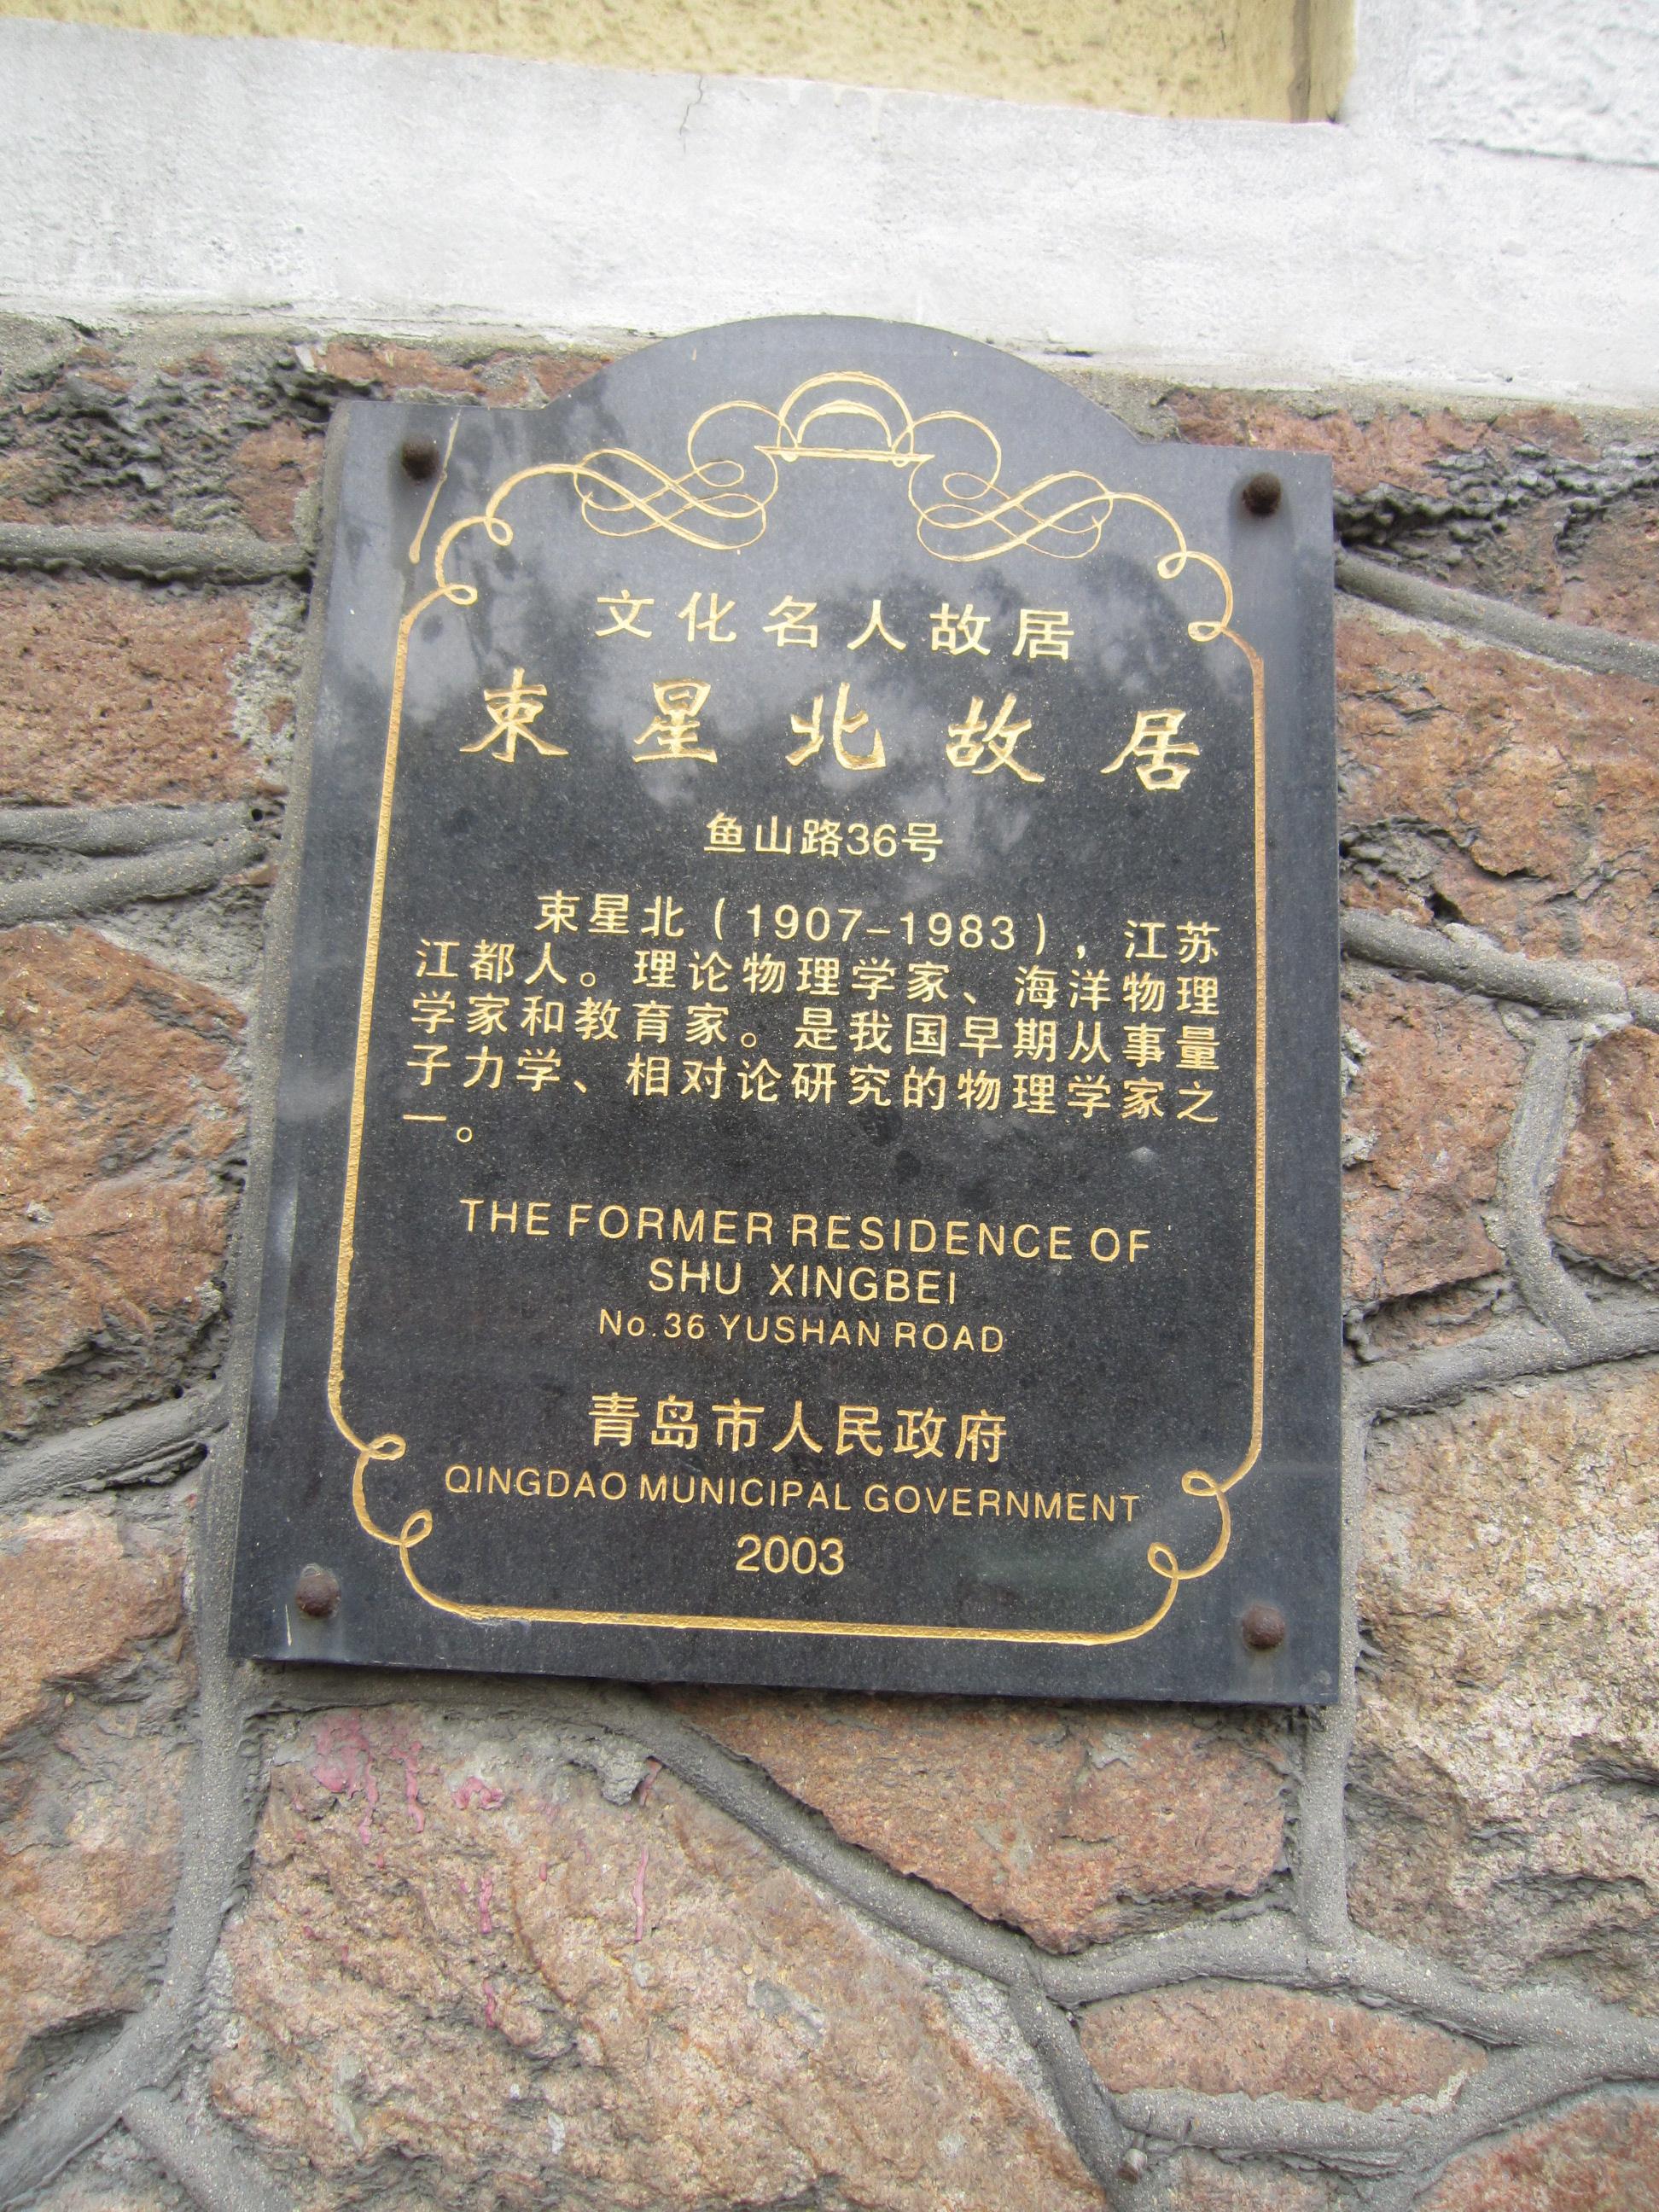 文化名人故居
束星北故居
鱼山路36号
束星北（1907-1983），江苏
江都人。理论物理学家、海洋物理
学家和教育家。是我国早期从事量
子力学、相对论研究的物理学家之
一。
THE FORMER RESIDENCE OF
SHU XINGBEI
No.36 YUSHAN ROAD
青岛市人民政府
QINGDAO MUNICIPAL GOVERNMENT
2003